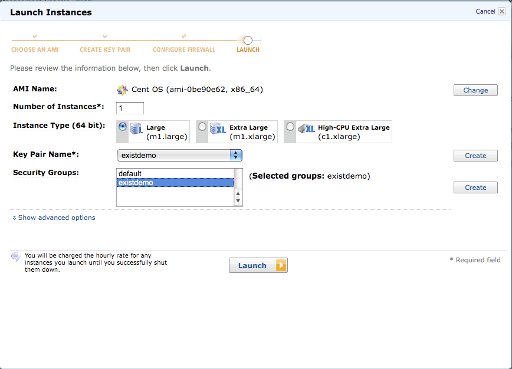 Launch Instances
Cancel
CHOOSE AN AMI CREATE KEY PAIR CONFIGURE FIREWALL LAUNCH
Please review the information below, then click Launch.
AMI Name: Cent OS (ami-0be90e62, x86_64) Change
Number of Instances*: 1
Instance Type (64 bit): Large Extra Large High-CPU Extra Large
(m1.large) (m1.xlarge) (c1.xlarge)
Key Pair Name*: existdemo Create
Security Groups: default (Selected groups: existdemo)
existdemo Create
Show advanced options
You will be charged the hourly rate for any
instances you launch until you successfully shut
them down.
Launch
* Required field